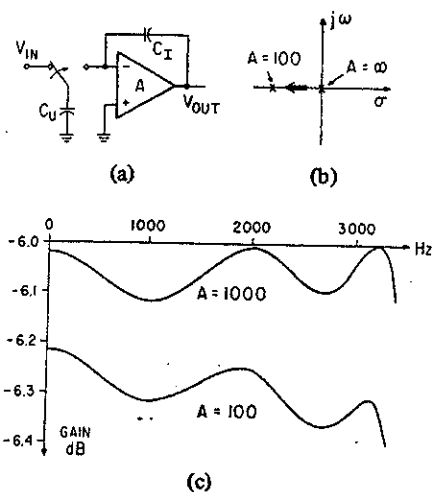 V_IN
C_U
C_I
−
A
+
V_OUT
(a)
jω
A = 100
A = ∞
σ
(b)
0 1000 2000 3000 Hz
-6.0
-6,1
A = 1000
-6.2
-6.3
A = 100
-6.4
GAIN
dB
(c)